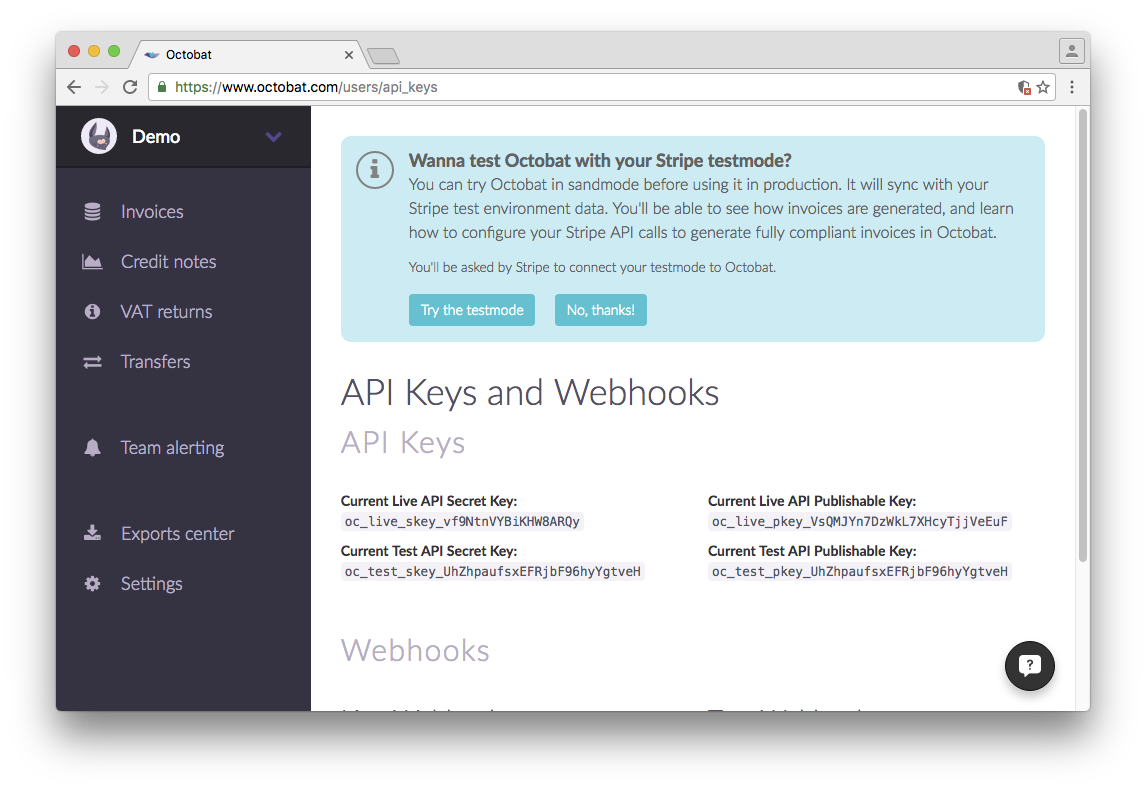 Octobat
https://www.octobat.com/users/api_keys
Demo
Invoices
Credit notes
VAT returns
Transfers
Team alerting
Exports center
Settings
Wanna test Octobat with your Stripe testmode?
You can try Octobat in sandmode before using it in production. It will sync with your
Stripe test environment data. You'll be able to see how invoices are generated, and learn
how to configure your Stripe API calls to generate fully compliant invoices in Octobat.
You'll be asked by Stripe to connect your testmode to Octobat.
Try the testmode
No, thanks!
API Keys and Webhooks
API Keys
Current Live API Secret Key:
oc_live_skey_vf9NtnVYBiKHW8ARQy
Current Live API Publishable Key:
oc_live_pkey_VsQMJYn7DzWkL7XHcyTjjVeEuF
Current Test API Secret Key:
oc_test_skey_UhZhpaufsxEFRjbF96hyYgtveH
Current Test API Publishable Key:
oc_test_pkey_UhZhpaufsxEFRjbF96hyYgtveH
Webhooks